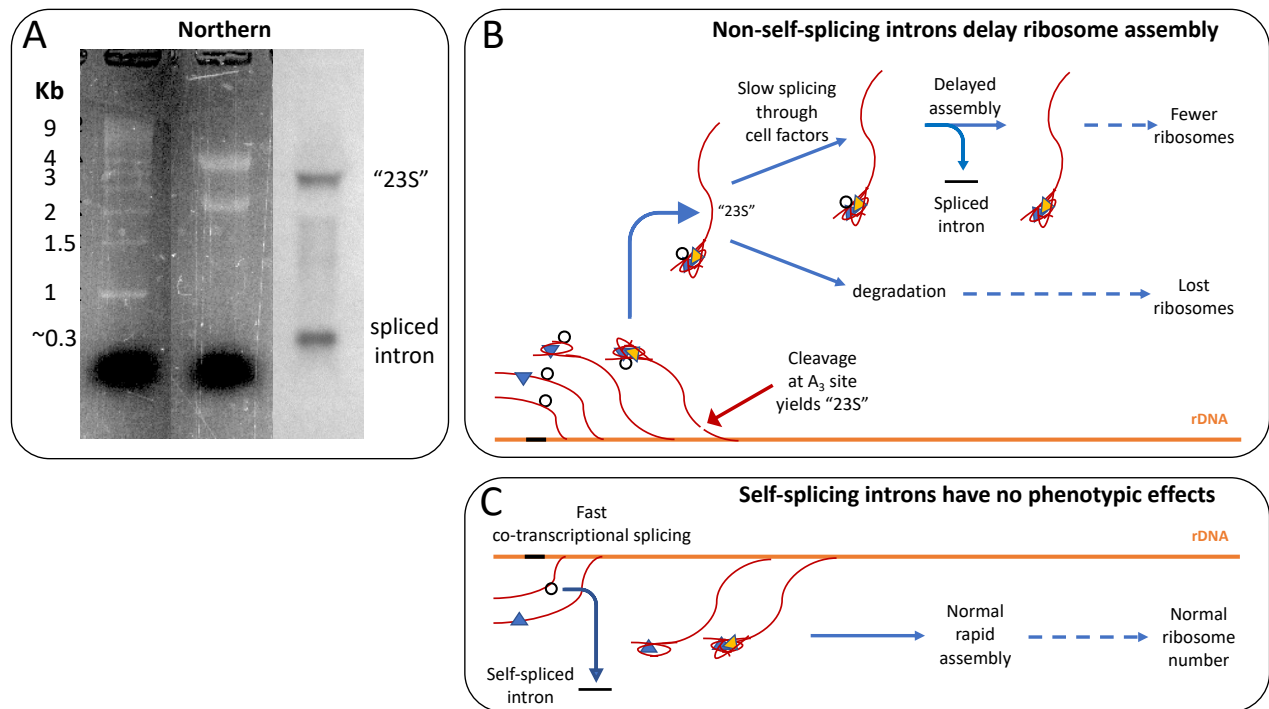 A
Northern
Kb
9
4
3
2
1.5
1
~0.3
"23S"
spliced
intron
B
Non-self-splicing introns delay ribosome assembly
Slow splicing
through
cell factors
Delayed
assembly
Fewer
ribosomes
"23S"
Spliced
intron
degradation
Lost
ribosomes
Cleavage
at A₃ site
yields "23S"
rDNA
C
Self-splicing introns have no phenotypic effects
Fast
co-transcriptional splicing
rDNA
Self-spliced
intron
Normal
rapid
assembly
Normal
ribosome
number